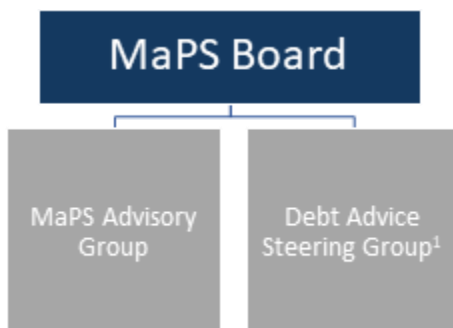 MaPS Board
MaPS Advisory
Group
Debt Advice
Steering Group¹